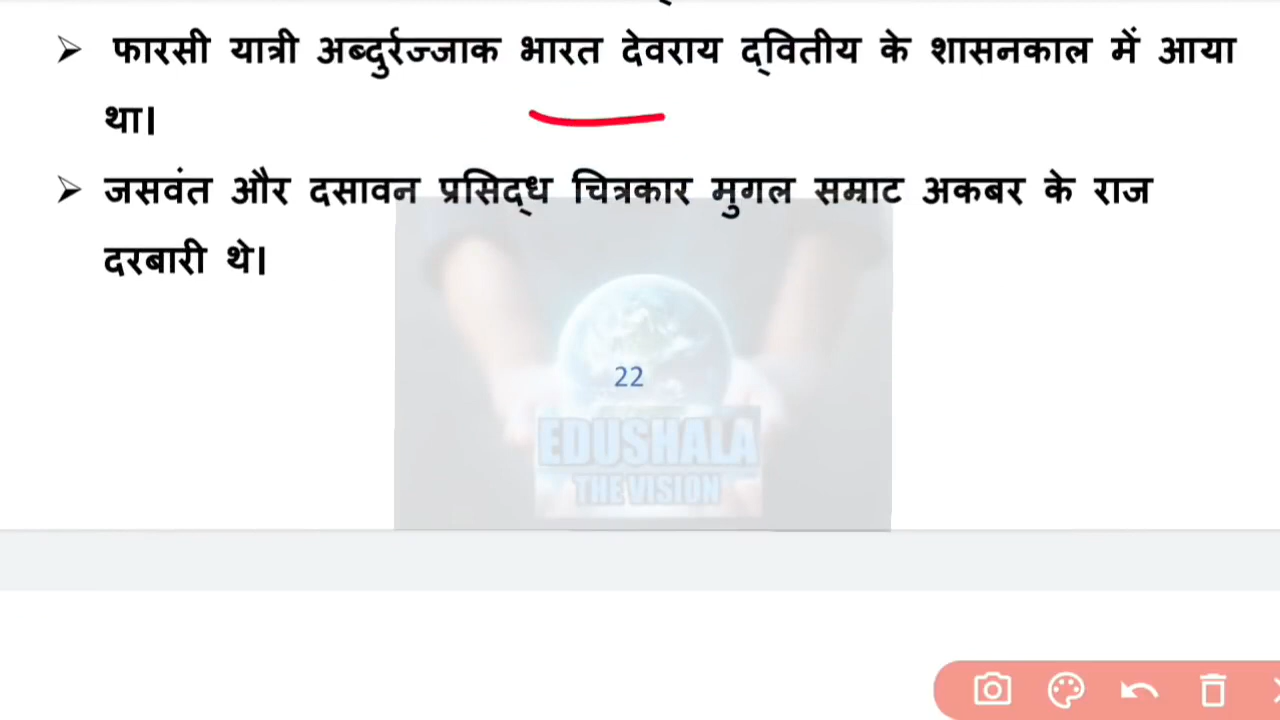 ➢ फारसी यात्री अब्दुर्रज्जाक भारत देवराय द्वितीय के शासनकाल में आया
था।
➢ जसवंत और दसावन प्रसिद्ध चित्रकार मुगल सम्राट अकबर के राज
दरबारी थे।
22
EDUSHALA
THE VISION